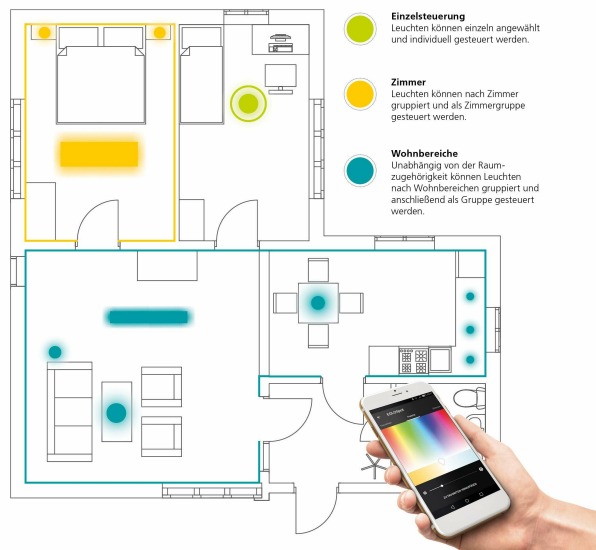 Einzelsteuerung
Leuchten können einzeln angewählt
und individuell gesteuert werden.
Zimmer
Leuchten können nach Zimmer
gruppiert und als Zimmergruppe
gesteuert werden.
Wohnbereiche
Unabhängig von der Raum-
zugehörigkeit können Leuchten
nach Wohnbereichen gruppiert und
anschließend als Gruppe gesteuert
werden.